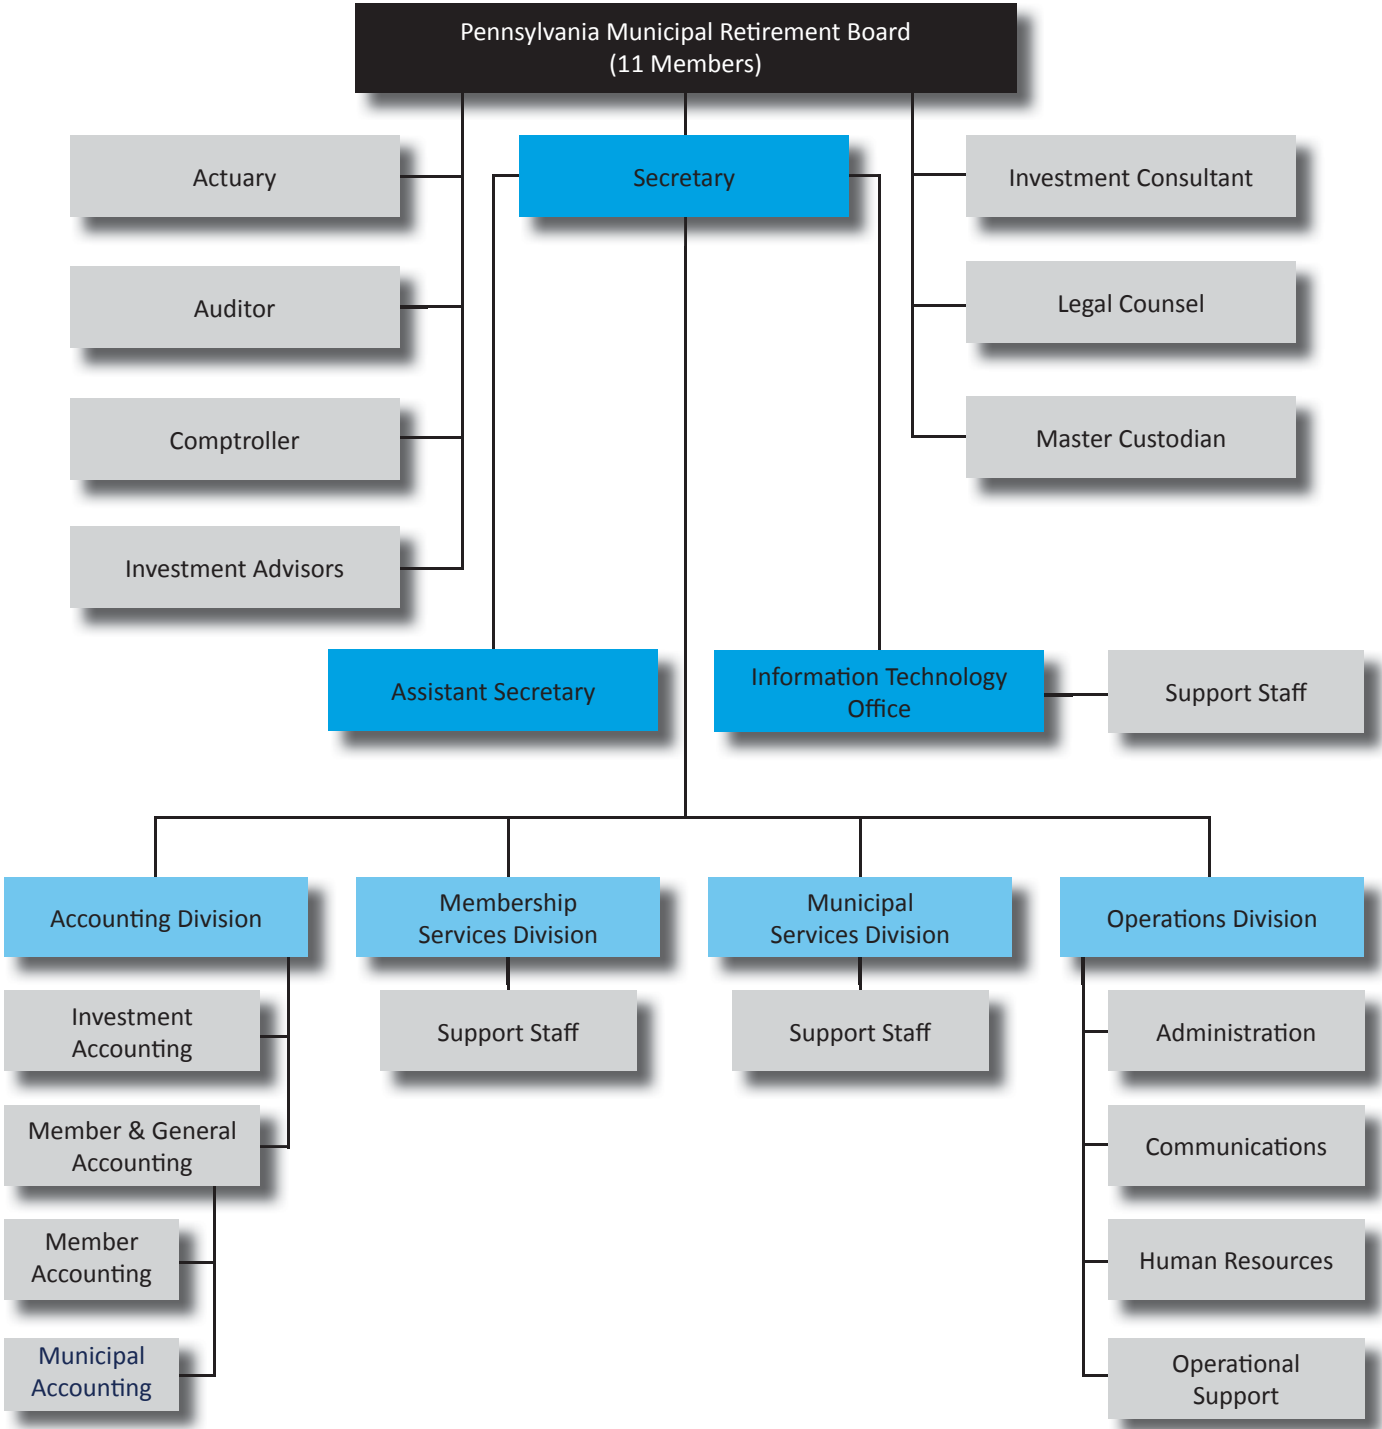 Pennsylvania Municipal Retirement Board
(11 Members)
Actuary
Secretary
Investment Consultant
Auditor
Legal Counsel
Comptroller
Master Custodian
Investment Advisors
Assistant Secretary
Information Technology
Office
Support Staff
Accounting Division
Membership
Services Division
Municipal
Services Division
Operations Division
Investment
Accounting
Support Staff
Support Staff
Administration
Member & General
Accounting
Communications
Member
Accounting
Human Resources
Municipal
Accounting
Operational
Support